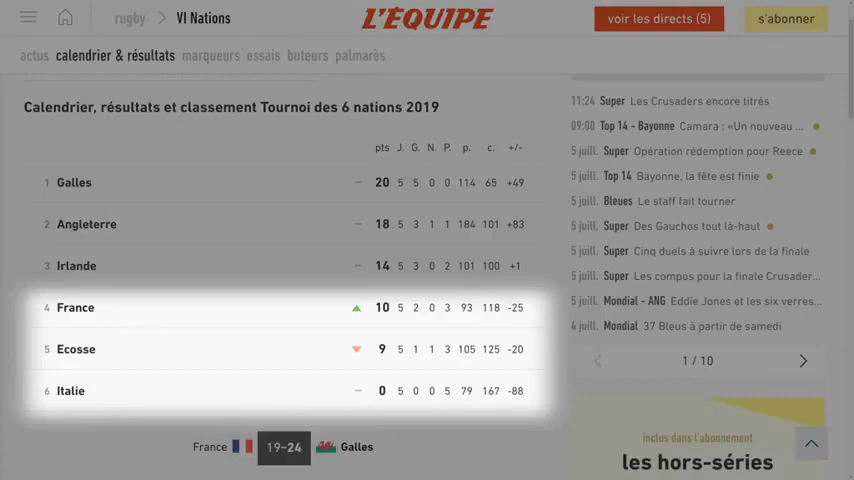 rugby > VI Nations
L'ÉQUIPE
voir les directs (5)
s'abonner
actus calendrier & résultats marqueurs essais buteurs palmarès
Calendrier, résultats et classement Tournoi des 6 nations 2019
pts J. G. N. P. p. c. +/-
1 Galles – 20 5 5 0 0 114 65 +49
2 Angleterre – 18 5 3 1 1 184 101 +83
3 Irlande – 14 5 3 0 2 101 100 +1
4 France 10 5 2 0 3 93 118 -25
5 Ecosse 9 5 1 1 3 105 125 -20
6 Italie – 0 5 0 0 5 79 167 -88
France 19-24 Galles
11:24 Super Les Crusaders encore titrés
09:00 Top 14 - Bayonne Camara : «Un nouveau ...
5 juill. Super Opération rédemption pour Reece
5 juill. Top 14 Bayonne, la fête est finie
5 juill. Bleues Le staff fait tourner
5 juill. Super Des Gauchos tout là-haut
5 juill. Super Cinq duels à suivre lors de la finale
5 juill. Super Les compos pour la finale Crusader...
5 juill. Mondial - ANG Eddie Jones et les six verres...
4 juill. Mondial 37 Bleus à partir de samedi
1 / 10
inclus dans l'abonnement
les hors-séries